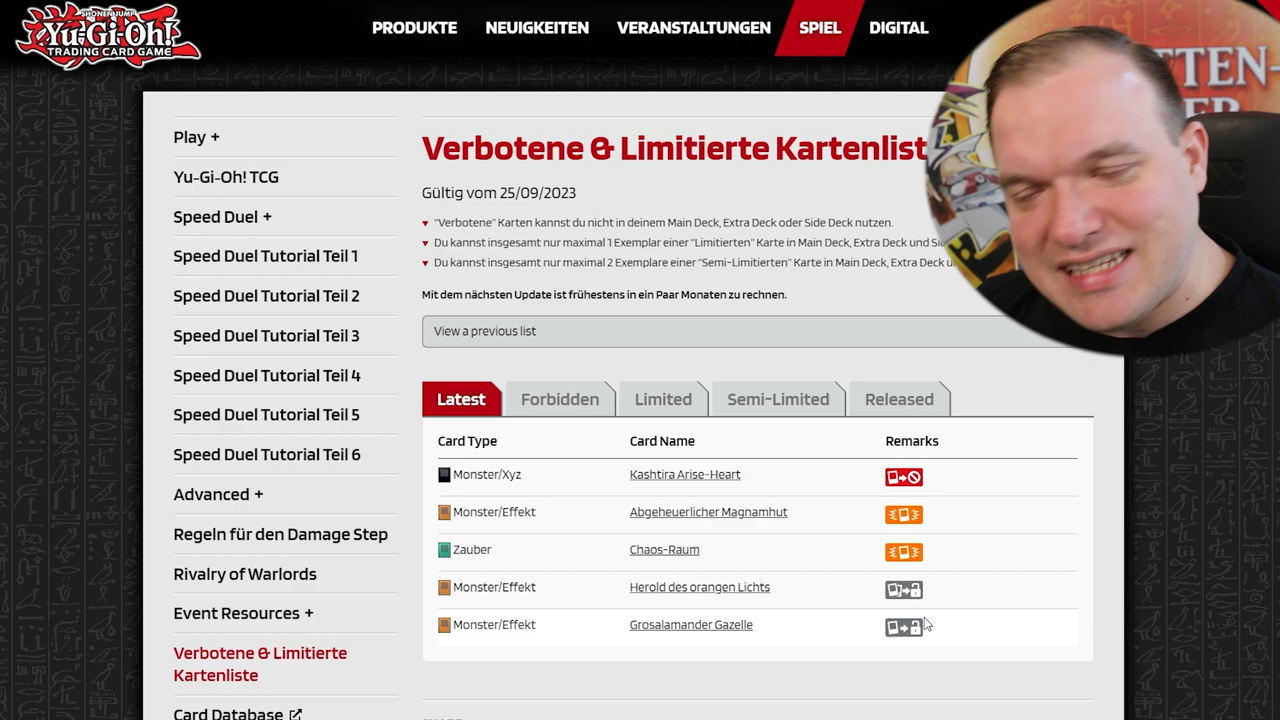 SHONEN JUMP
Yu-Gi-Oh!
TRADING CARD GAME
PRODUKTE
NEUIGKEITEN
VERANSTALTUNGEN
SPIEL
DIGITAL
Play +
Yu-Gi-Oh! TCG
Speed Duel +
Speed Duel Tutorial Teil 1
Speed Duel Tutorial Teil 2
Speed Duel Tutorial Teil 3
Speed Duel Tutorial Teil 4
Speed Duel Tutorial Teil 5
Speed Duel Tutorial Teil 6
Advanced +
Regeln für den Damage Step
Rivalry of Warlords
Event Resources +
Verbotene & Limitierte
Kartenliste
Card Database
Verbotene & Limitierte Kartenlist
Gültig vom 25/09/2023
"Verbotene" Karten kannst du nicht in deinem Main Deck, Extra Deck oder Side Deck nutzen.
Du kannst insgesamt nur maximal 1 Exemplar einer "Limitierten" Karte in Main Deck, Extra Deck und
Du kannst insgesamt nur maximal 2 Exemplare einer "Semi-Limitierten" Karte in Main Deck, Extra Deck
Mit dem nächsten Update ist frühestens in ein Paar Monaten zu rechnen.
View a previous list
Latest
Forbidden
Limited
Semi-Limited
Released
Card Type Card Name Remarks
Monster/Xyz Kashtira Arise-Heart
Monster/Effekt Abgeheuerlicher Magnamhut
Zauber Chaos-Raum
Monster/Effekt Herold des orangen Lichts
Monster/Effekt Grosalamander Gazelle